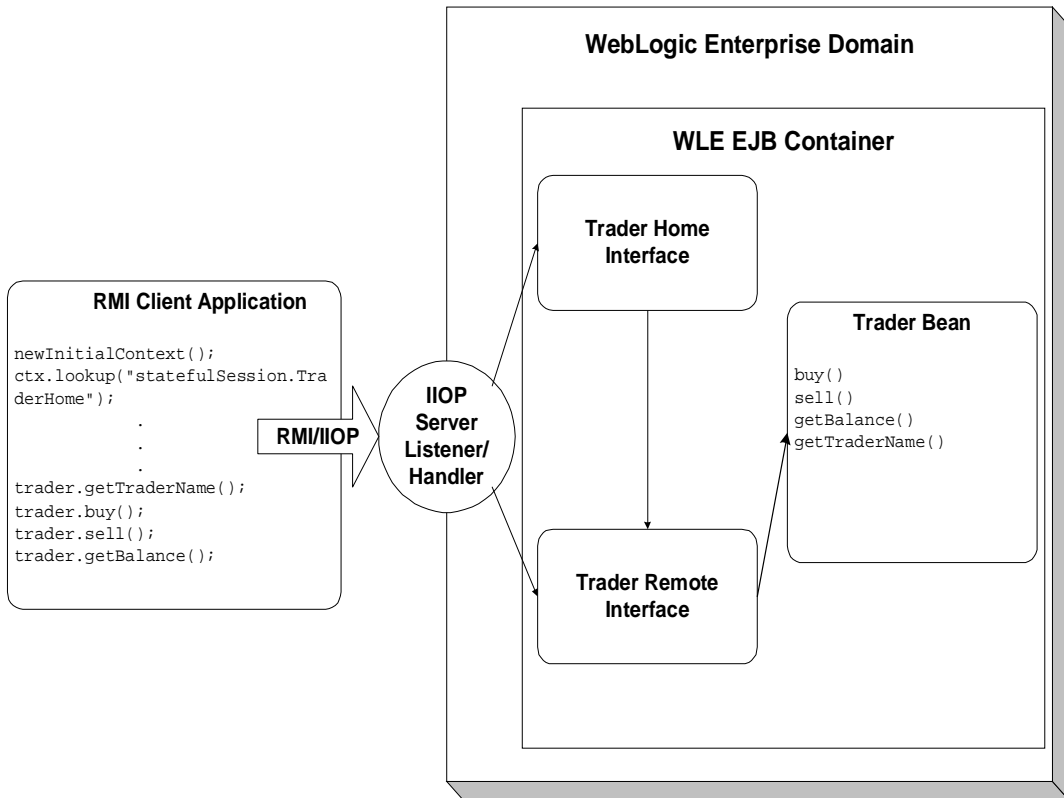 WebLogic Enterprise Domain
WLE EJB Container
Trader Home
Interface
RMI Client Application
newInitialContext();
ctx.lookup("statefulSession.Tra
derHome");
.
.
.
trader.getTraderName();
trader.buy();
trader.sell();
trader.getBalance();
RMI/IIOP
IIOP
Server
Listener/
Handler
Trader Bean
buy()
sell()
getBalance()
getTraderName()
Trader Remote
Interface